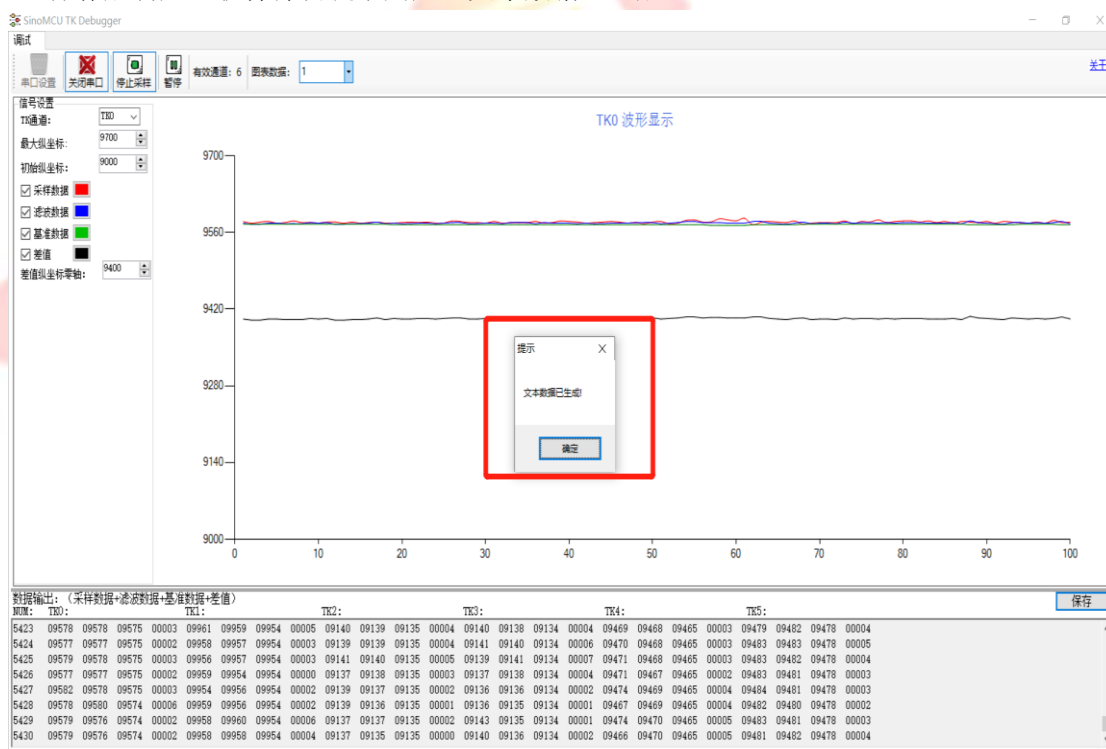 SinoMCU TK Debugger
调试
串口设置 关闭串口 停止采样 暂停 有效通道: 6 图表数据: 1
关于
信号设置
TK通道: TK0
最大纵坐标: 9700
初始纵坐标: 9000
采样数据
滤波数据
基准数据
差值
差值纵坐标零轴: 9400
TK0 波形显示
9700
9560
9420
9280
9140
9000
0 10 20 30 40 50 60 70 80 90 100
提示 X
文本数据已生成!
确定
数据输出: (采样数据+滤波数据+基准数据+差值)
保存
NUM: TK0: TK1: TK2: TK3: TK4: TK5:
5423 09578 09578 09575 00003 09961 09959 09954 00005 09140 09139 09135 00004 09140 09138 09134 00004 09469 09468 09465 00003 09479 09482 09478 00004
5424 09577 09577 09575 00002 09958 09957 09954 00003 09139 09139 09135 00004 09141 09140 09134 00006 09470 09468 09465 00003 09483 09483 09478 00005
5425 09579 09578 09575 00003 09956 09957 09954 00003 09141 09140 09135 00005 09139 09141 09134 00007 09471 09468 09465 00003 09483 09482 09478 00004
5426 09577 09577 09575 00002 09959 09954 09954 00000 09137 09138 09135 00003 09137 09138 09134 00004 09471 09467 09465 00002 09483 09481 09478 00003
5427 09582 09578 09575 00003 09954 09956 09954 00002 09139 09137 09135 00002 09136 09136 09134 00002 09474 09469 09465 00004 09484 09481 09478 00003
5428 09578 09580 09574 00006 09959 09956 09954 00002 09139 09136 09135 00001 09136 09135 09134 00001 09467 09469 09465 00004 09482 09480 09478 00002
5429 09579 09576 09574 00002 09958 09960 09954 00006 09137 09137 09135 00002 09143 09135 09134 00001 09474 09470 09465 00005 09483 09481 09478 00003
5430 09579 09576 09574 00002 09958 09958 09954 00004 09137 09135 09135 00000 09140 09136 09134 00002 09466 09470 09465 00005 09481 09482 09478 00004